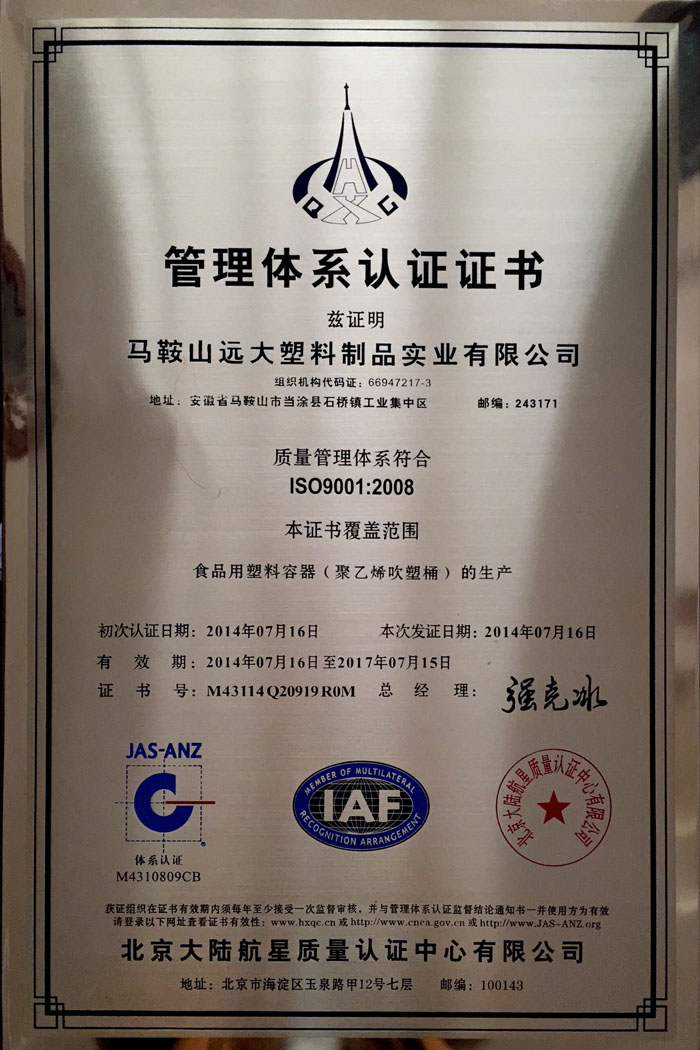 Q G
管理体系认证证书
兹证明
马鞍山远大塑料制品实业有限公司
组织机构代码证：66947217-3
地址：安徽省马鞍山市当涂县石桥镇工业集中区 邮编：243171
质量管理体系符合
ISO9001:2008
本证书覆盖范围
食品用塑料容器（聚乙烯吹塑桶）的生产
初次认证日期：2014年07月16日 本次发证日期：2014年07月16日
有效期：2014年07月16日至2017年07月15日
证书号：M43114Q20919R0M 总经理：强克冰
JAS-ANZ
体系认证
M4310809CB
MEMBER OF MULTILATERAL
IAF
RECOGNITION ARRANGEMENT
北京大陆航星质量认证中心有限公司
获证组织在证书有效期内须每年至少接受一次监督审核，并与管理体系认证监督结论通知书一并使用方为有效
请登录以下网址查看证书有效性：www.hxqc.cn 或 http://www.cnca.gov.cn 或 http://www.JAS-ANZ.org
北京大陆航星质量认证中心有限公司
地址：北京市海淀区玉泉路甲12号七层 邮编：100143